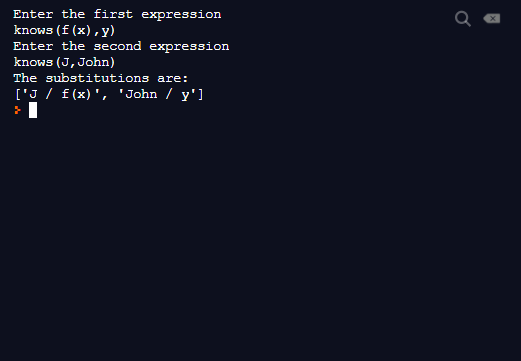 Enter the first expression
knows(f(x),y)
Enter the second expression
knows(J,John)
The substitutions are:
['J / f(x)', 'John / y']
>